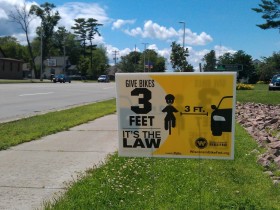 GIVE BIKES
3
FEET
IT'S THE
LAW
3 FT.